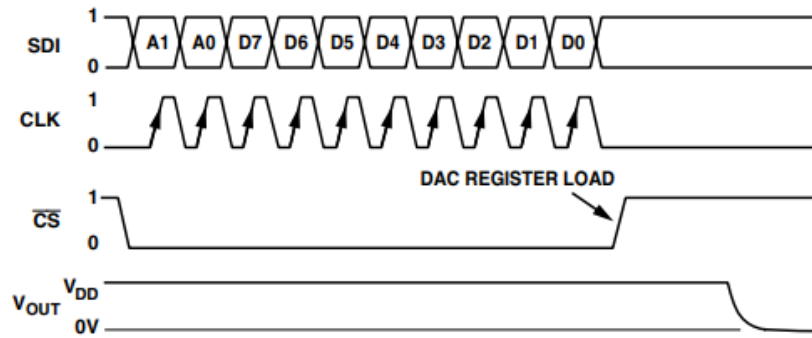 1
SDI A1 A0 D7 D6 D5 D4 D3 D2 D1 D0
0
1
CLK
0
DAC REGISTER LOAD
1
CS
0
VDD
VOUT
0V